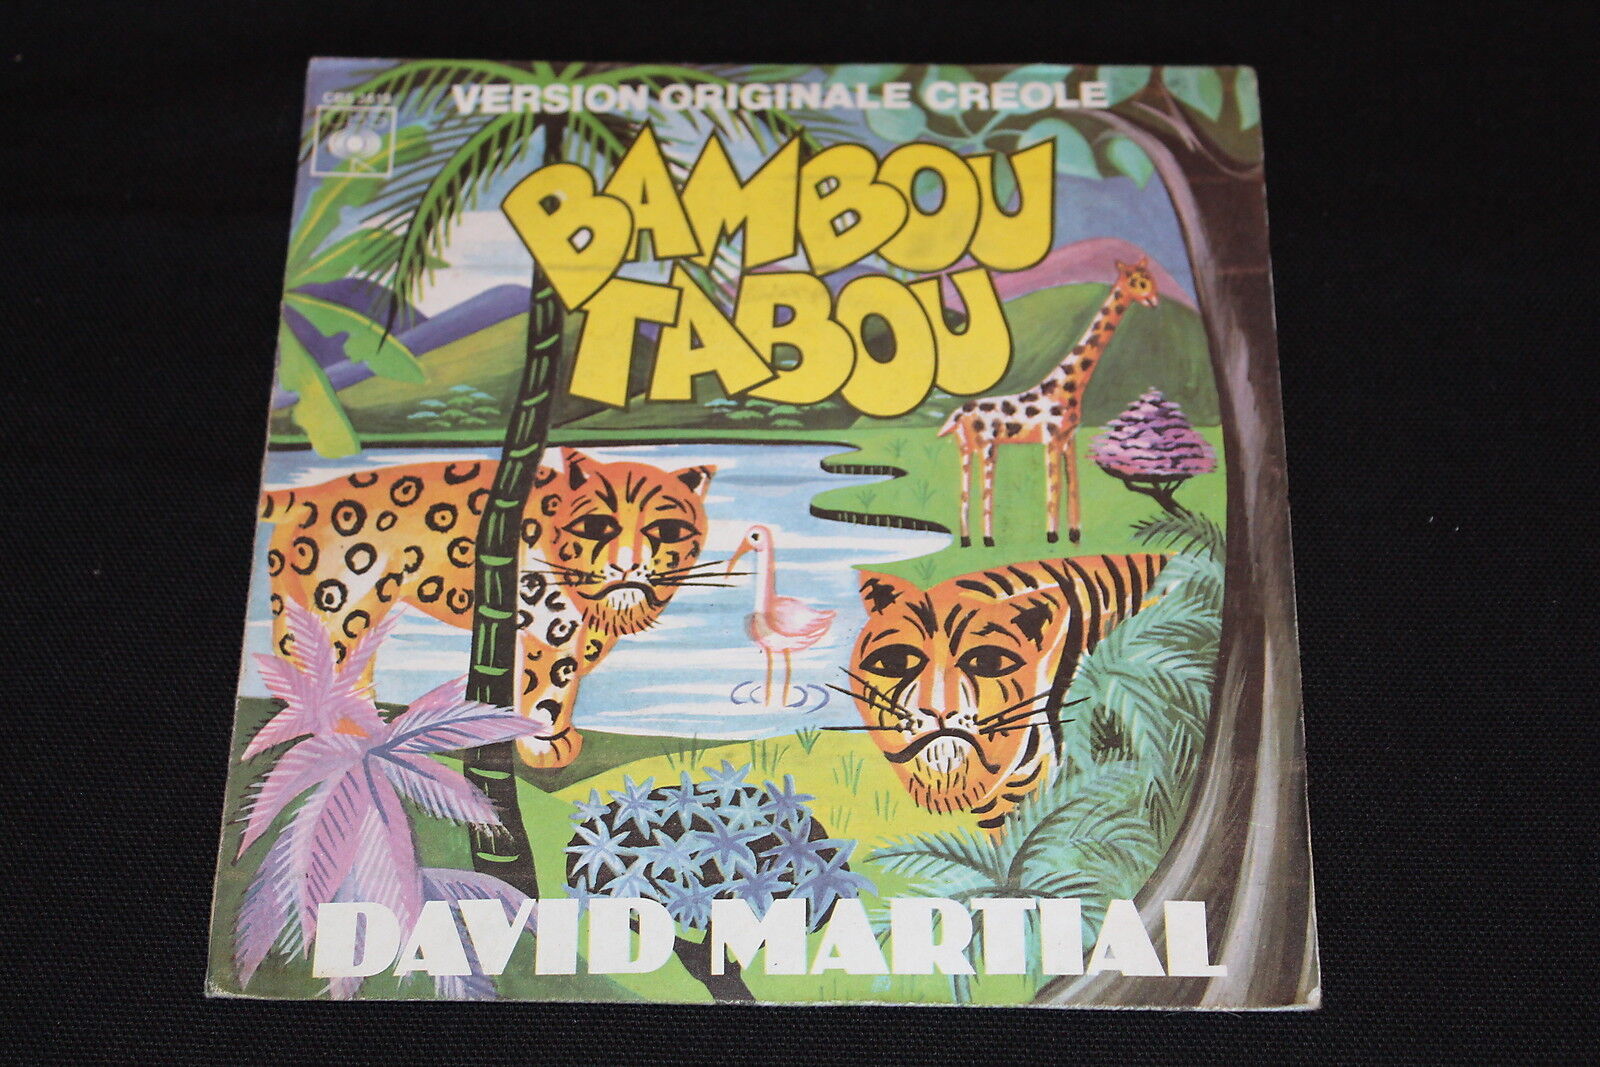 VERSION ORIGINALE CREOLE
BAMBOU
TABOU
DAVID MARTIAL